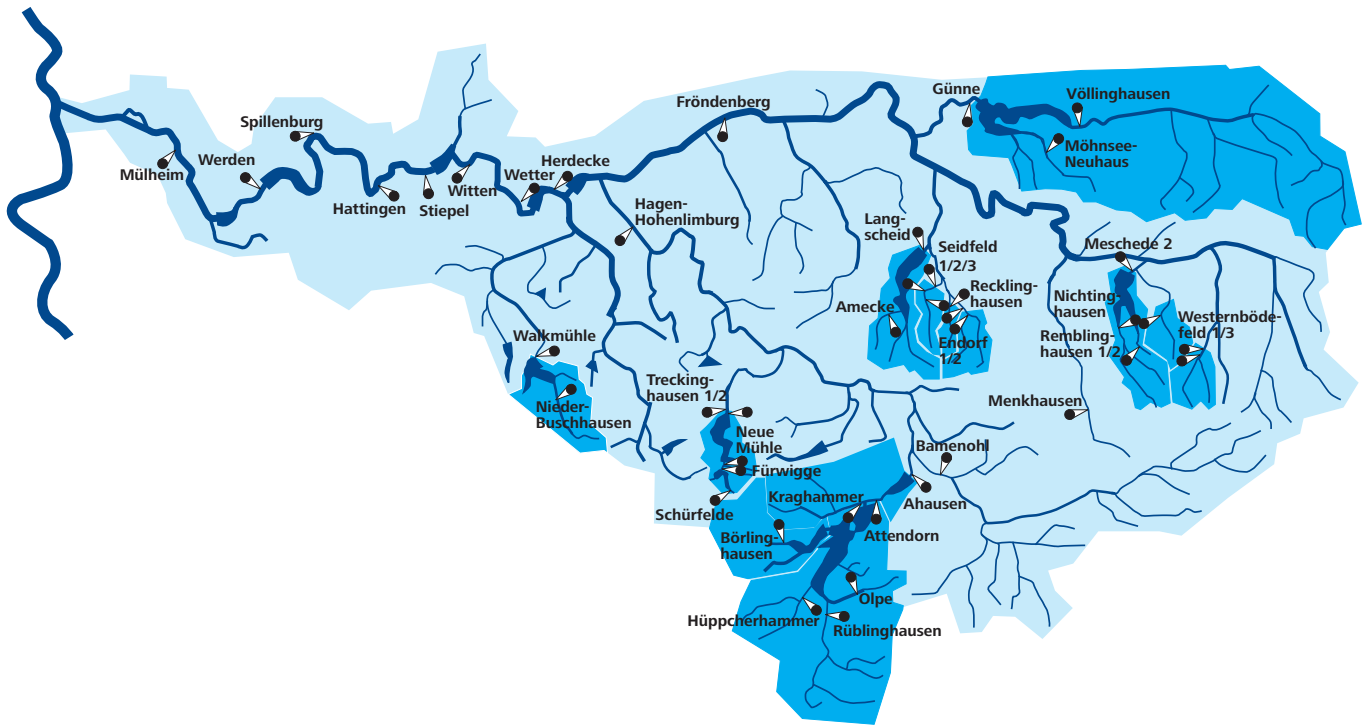 Günne
Völlinghausen
Möhnsee-
Neuhaus
Fröndenberg
Spillenburg
Mülheim
Werden
Hattingen
Stiepel
Witten
Wetter
Herdecke
Hagen-
Hohenlimburg
Lang-
scheid
Seidfeld
1/2/3
Reckling-
hausen
Amecke
Endorf
1/2
Meschede 2
Nichting-
hausen
Rembling-
hausen 1/2
Westernböde-
feld 1/3
Menkhausen
Walkmühle
Nieder-
Buschhausen
Trecking-
hausen 1/2
Neue
Mühle
Fürwigge
Schürfelde
Bamenohl
Kraghammer
Ahausen
Attendorn
Börling-
hausen
Olpe
Hüppcherhammer
Rüblinghausen